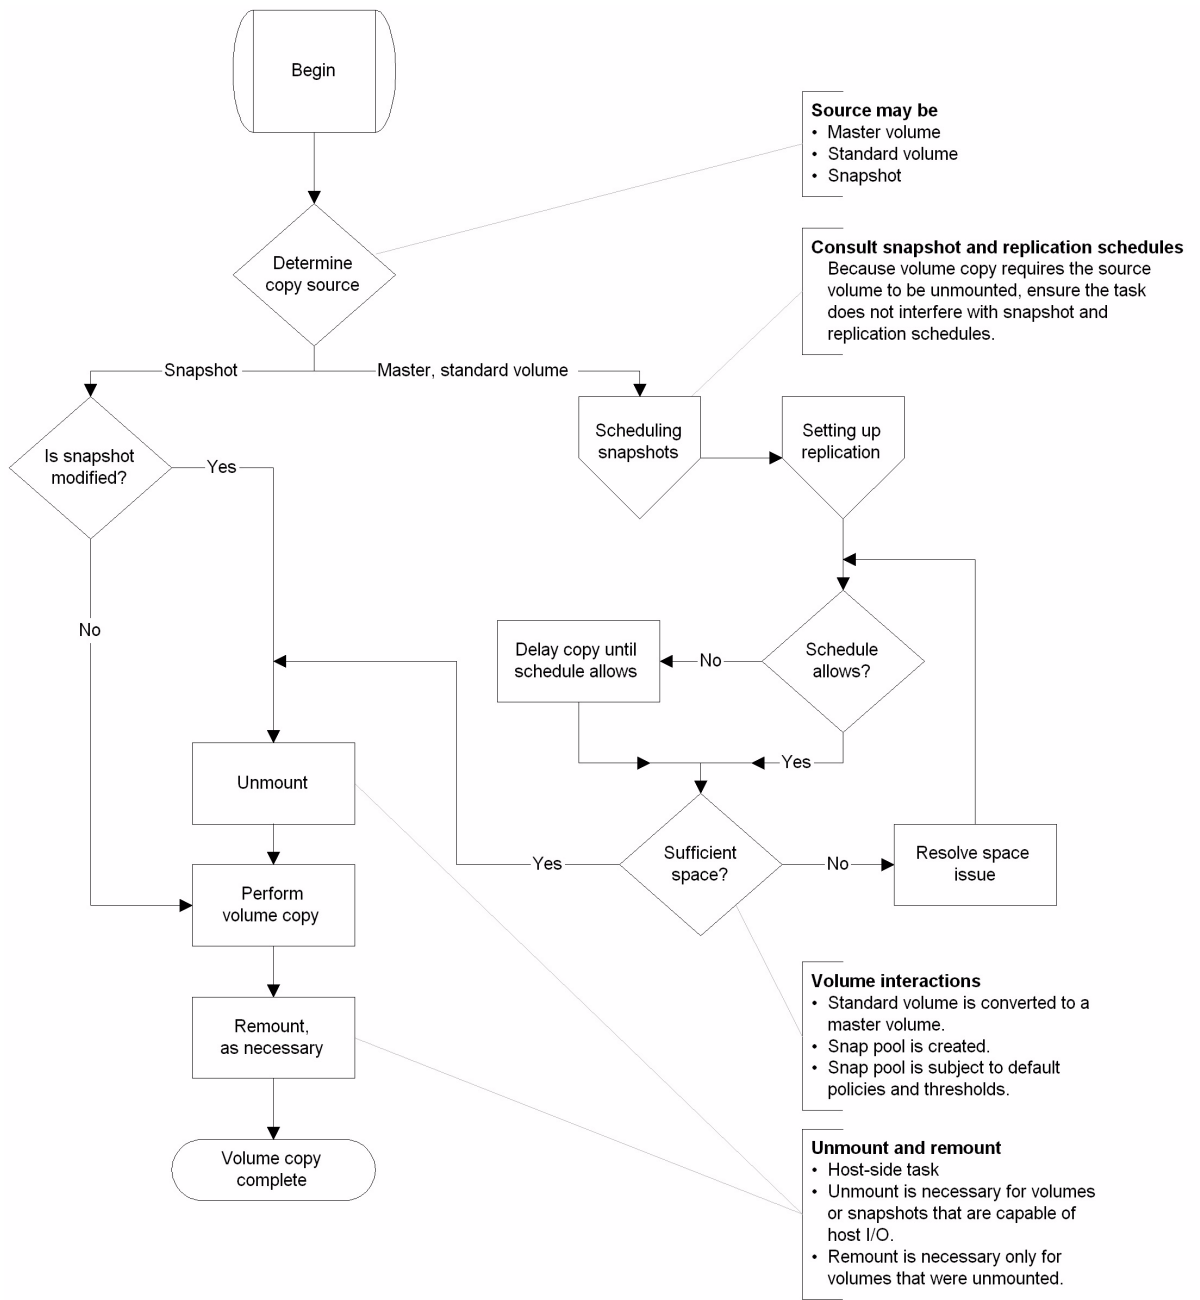 Begin
Source may be
• Master volume
• Standard volume
• Snapshot
Determine
copy source
Consult snapshot and replication schedules
Because volume copy requires the source
volume to be unmounted, ensure the task
does not interfere with snapshot and
replication schedules.
Snapshot
Master, standard volume
Is snapshot
modified?
Yes
Scheduling
snapshots
Setting up
replication
No
Delay copy until
schedule allows
No
Schedule
allows?
Yes
Unmount
Yes
Sufficient
space?
No
Resolve space
issue
Perform
volume copy
Remount,
as necessary
Volume interactions
• Standard volume is converted to a
master volume.
• Snap pool is created.
• Snap pool is subject to default
policies and thresholds.
Volume copy
complete
Unmount and remount
• Host-side task
• Unmount is necessary for volumes
or snapshots that are capable of
host I/O.
• Remount is necessary only for
volumes that were unmounted.